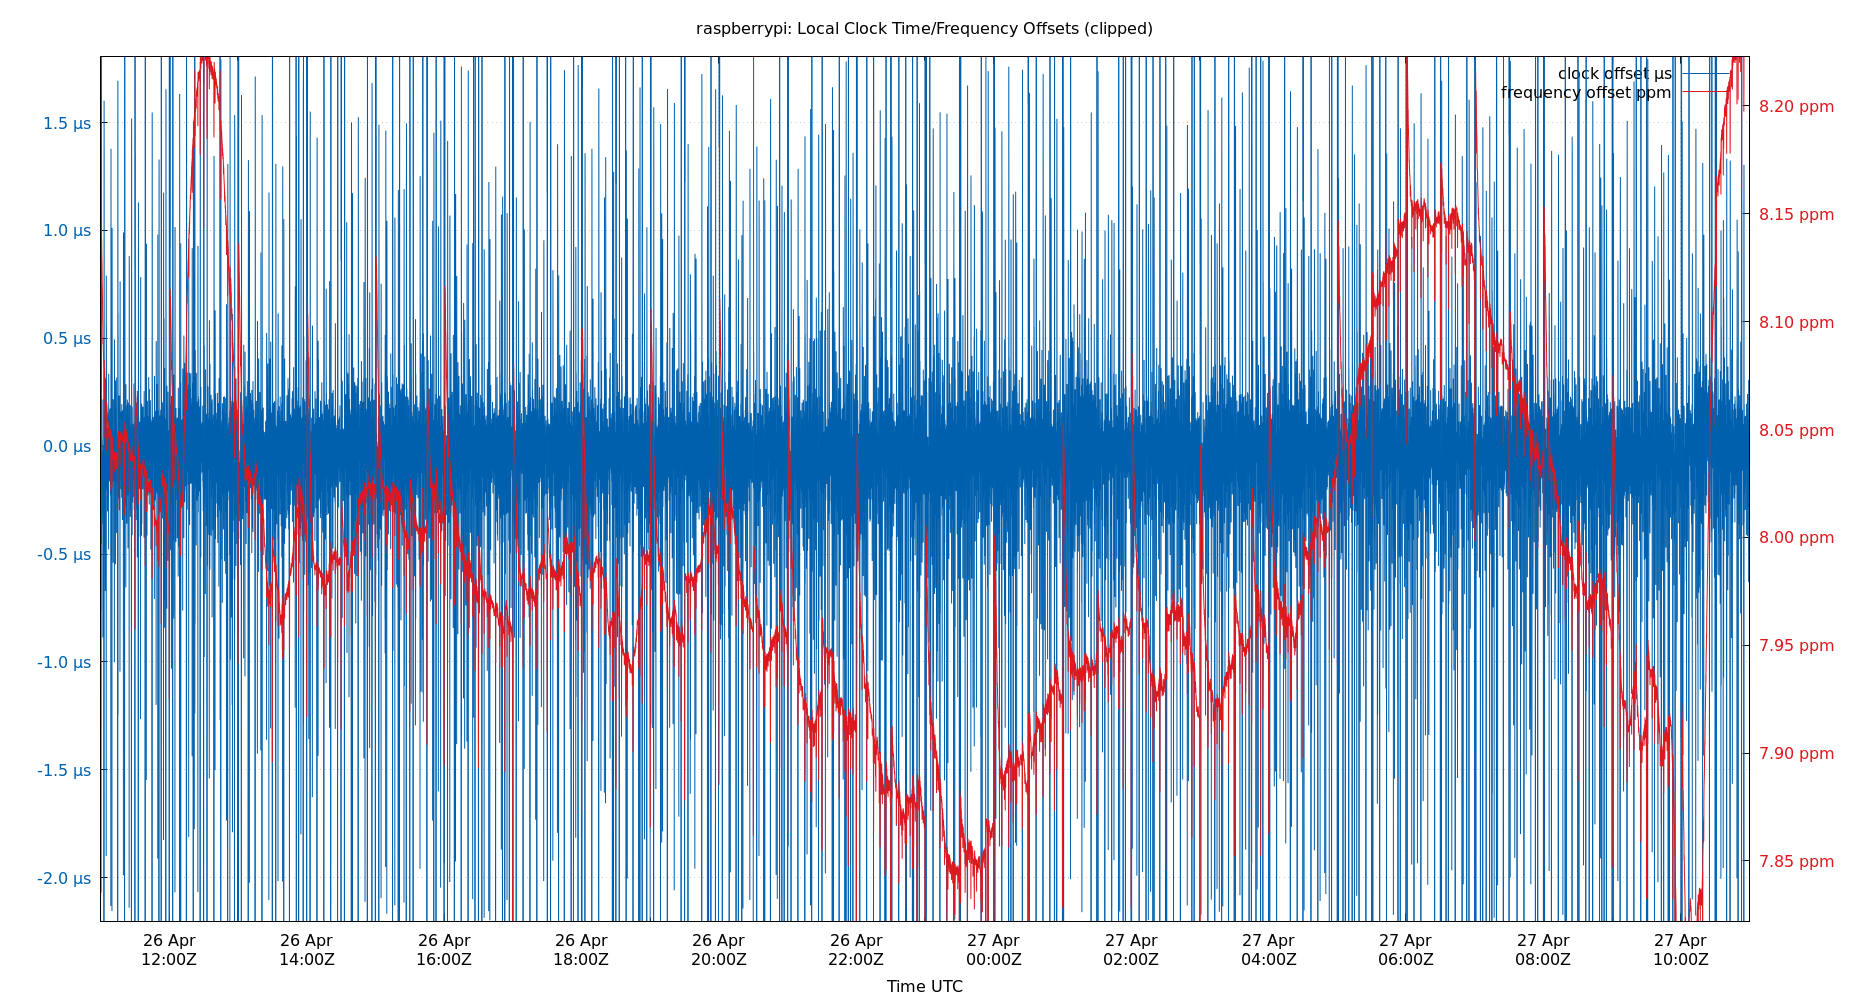 raspberrypi: Local Clock Time/Frequency Offsets (clipped)
clock offset µs
frequency offset ppm
1.5 µs
1.0 µs
0.5 µs
0.0 µs
-0.5 µs
-1.0 µs
-1.5 µs
-2.0 µs
8.20 ppm
8.15 ppm
8.10 ppm
8.05 ppm
8.00 ppm
7.95 ppm
7.90 ppm
7.85 ppm
26 Apr 26 Apr 26 Apr 26 Apr 26 Apr 26 Apr 27 Apr 27 Apr 27 Apr 27 Apr 27 Apr 27 Apr
12:00Z 14:00Z 16:00Z 18:00Z 20:00Z 22:00Z 00:00Z 02:00Z 04:00Z 06:00Z 08:00Z 10:00Z
Time UTC